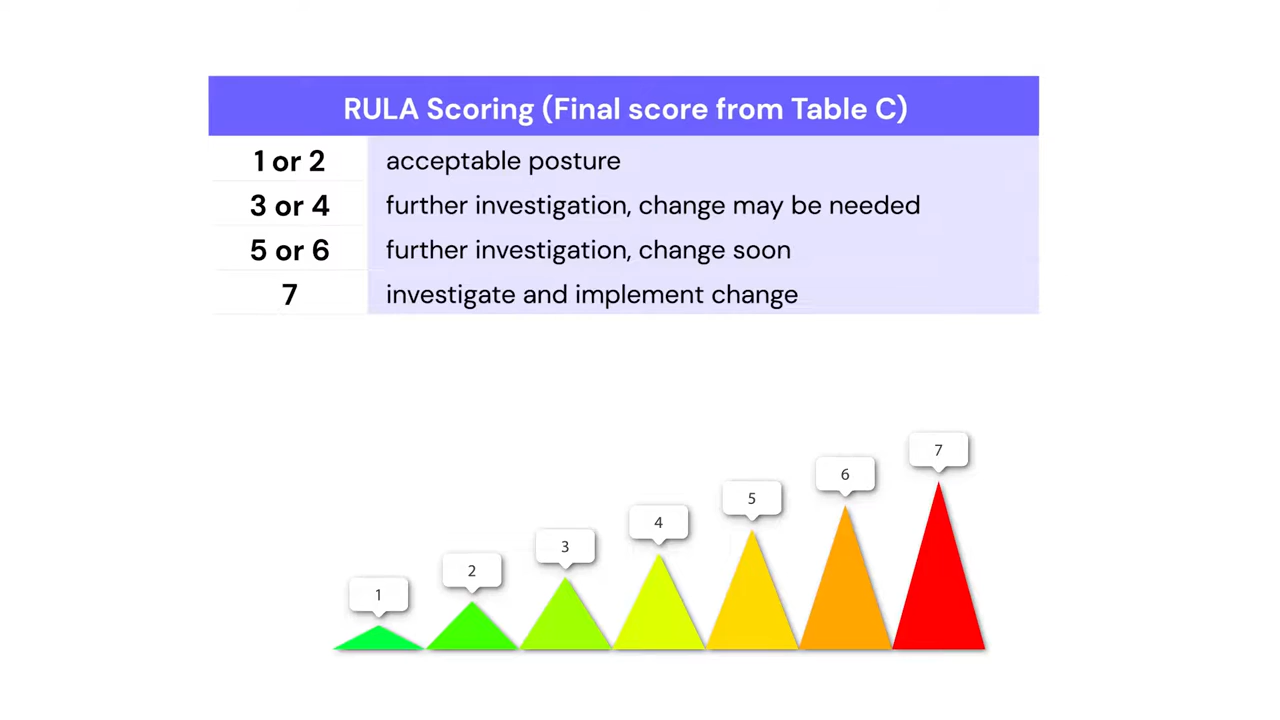 RULA Scoring (Final score from Table C)
1 or 2 acceptable posture
3 or 4 further investigation, change may be needed
5 or 6 further investigation, change soon
7 investigate and implement change
1
2
3
4
5
6
7